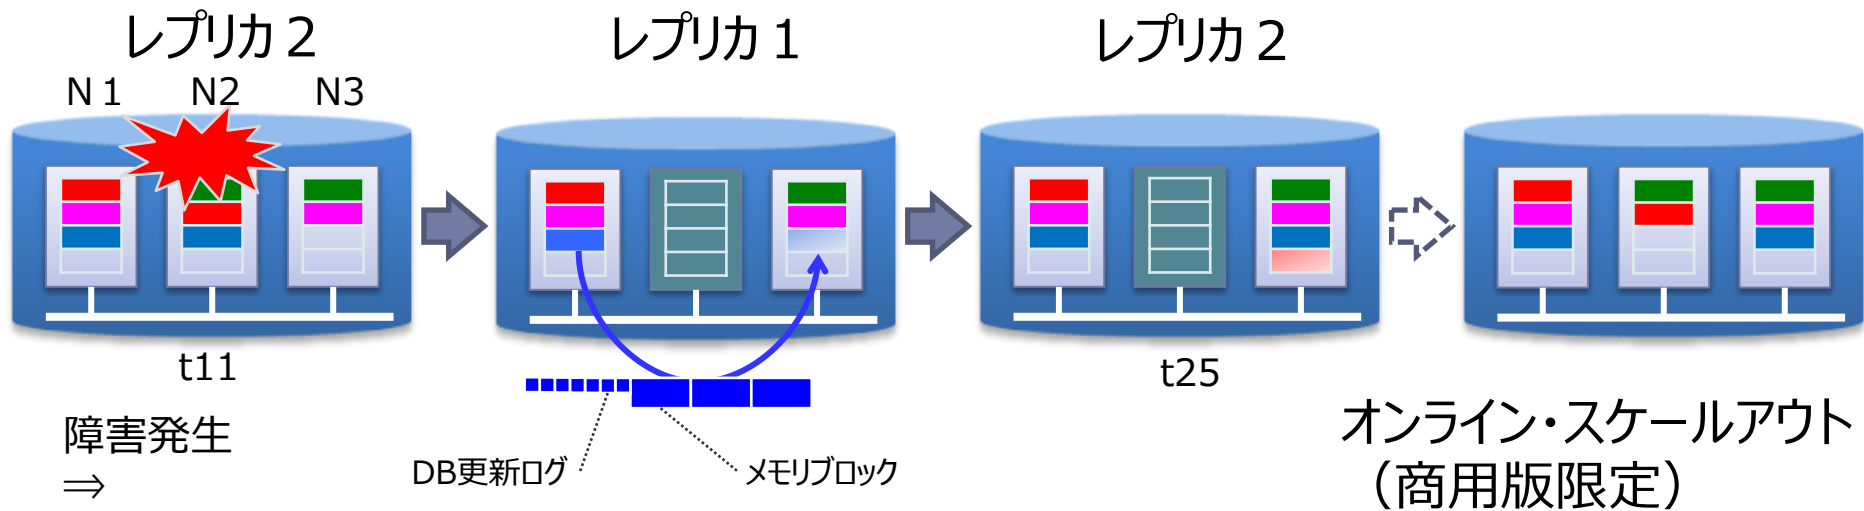 レプリカ２
レプリカ１
レプリカ２
N１
N2
N3
t11
t25
障害発生
⇒
DB更新ログ
メモリブロック
オンライン・スケールアウト
（商用版限定）